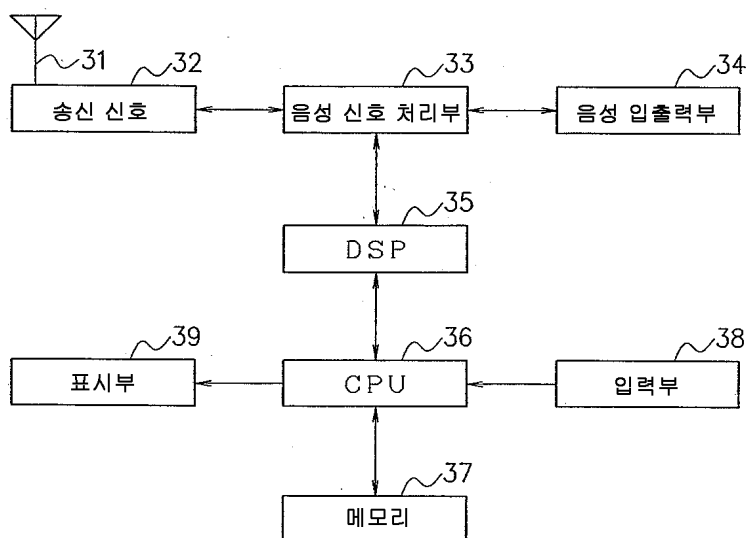 31
32
33
34
송신 신호
음성 신호 처리부
음성 입출력부
35
DSP
39
36
38
표시부
CPU
입력부
37
메모리